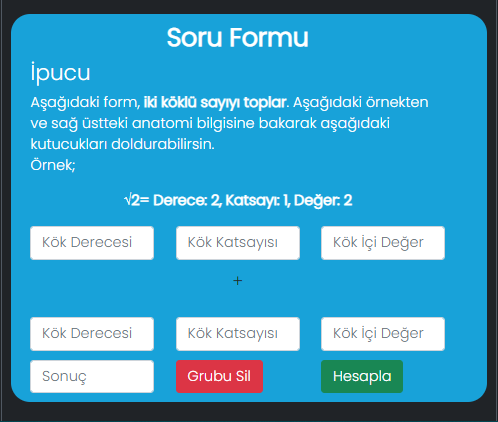 Soru Formu
İpucu
Aşağıdaki form, iki köklü sayıyı toplar. Aşağıdaki örnekten
ve sağ üstteki anatomi bilgisine bakarak aşağıdaki
kutucukları doldurabilirsin.
Örnek;
√2= Derece: 2, Katsayı: 1, Değer: 2
Kök Derecesi Kök Katsayısı Kök İçi Değer
+
Kök Derecesi Kök Katsayısı Kök İçi Değer
Sonuç Grubu Sil Hesapla